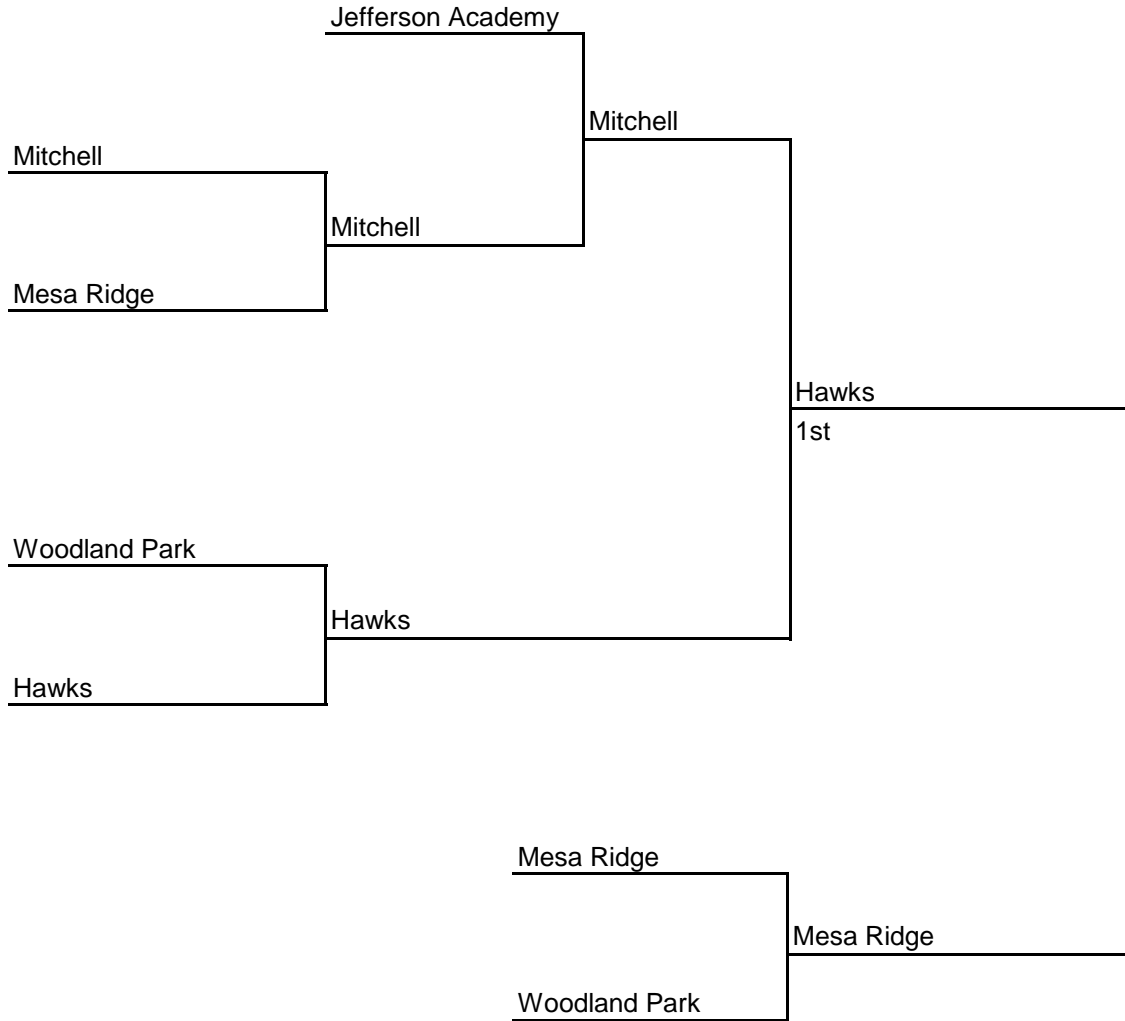 Jefferson Academy
Mitchell
Mitchell
Mitchell
Mesa Ridge
Hawks
1st
Woodland Park
Hawks
Hawks
Mesa Ridge
Mesa Ridge
Woodland Park